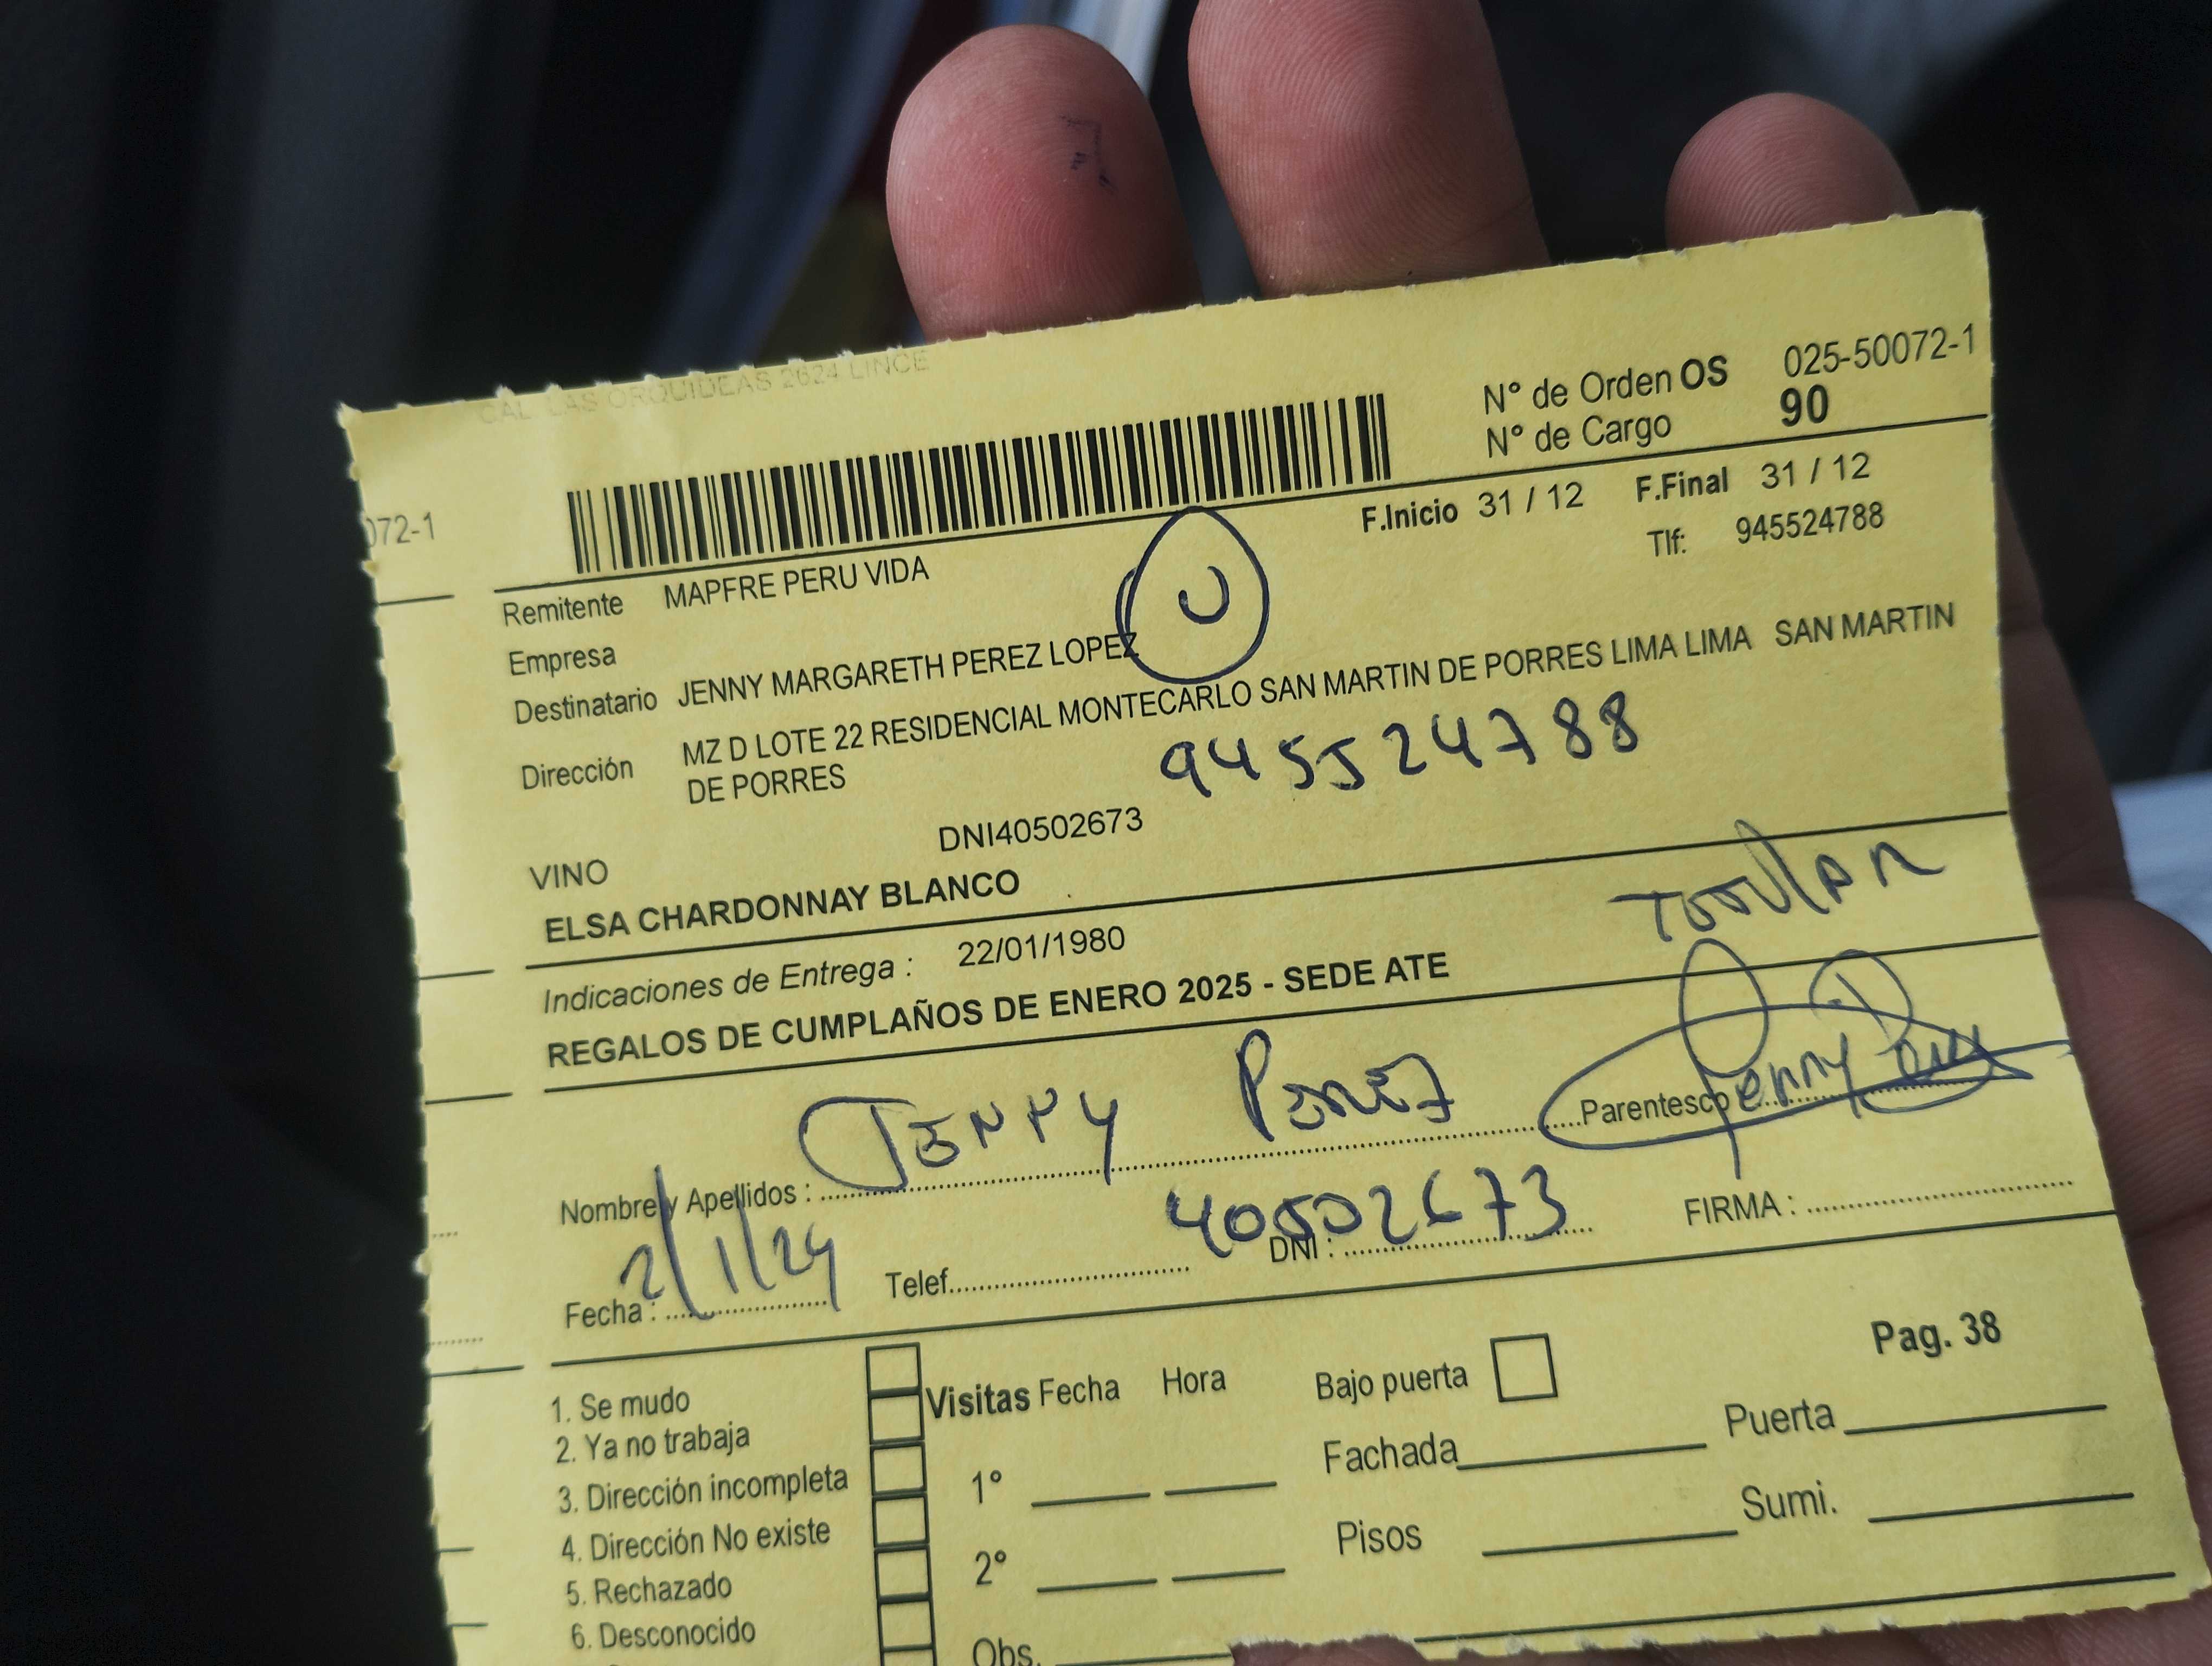 CAL LAS ORQUIDEAS 2624 LINCE
N° de Orden OS 025-50072-1
N° de Cargo 90
072-1
F.Inicio 31 / 12 F.Final 31 / 12
Tlf: 945524788
Remitente MAPFRE PERU VIDA
Empresa
Destinatario JENNY MARGARETH PEREZ LOPEZ
Dirección MZ D LOTE 22 RESIDENCIAL MONTECARLO SAN MARTIN DE PORRES LIMA LIMA SAN MARTIN
DE PORRES
945524788
DNI40502673
VINO
ELSA CHARDONNAY BLANCO
Indicaciones de Entrega : 22/01/1980
REGALOS DE CUMPLAÑOS DE ENERO 2025 - SEDE ATE
Nombre y Apellidos : JENNY PEREZ Parentesco
Fecha : 2/1/24 Telef. DNI : 40502673 FIRMA :
Pag. 38
1. Se mudo
2. Ya no trabaja
3. Dirección incompleta
4. Dirección No existe
5. Rechazado
6. Desconocido
Visitas Fecha Hora
1°
2°
Obs.
Bajo puerta
Fachada Puerta
Pisos Sumi.